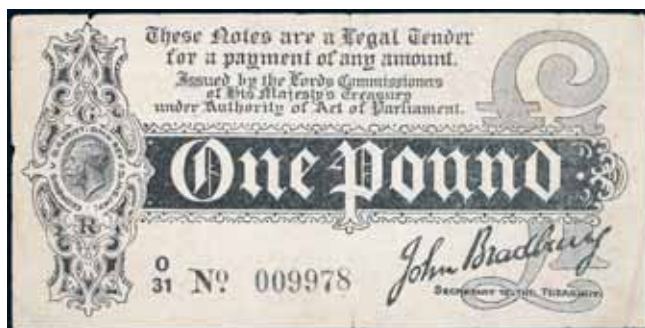 These Notes are a Legal Tender
for a payment of any amount.
Issued by the Lords Commissioners
of His Majesty's Treasury
under Authority of Act of Parliament.
G
R
One Pound
O
31 Nº 009978
John Bradbury
SECRETARY TO THE TREASURY.